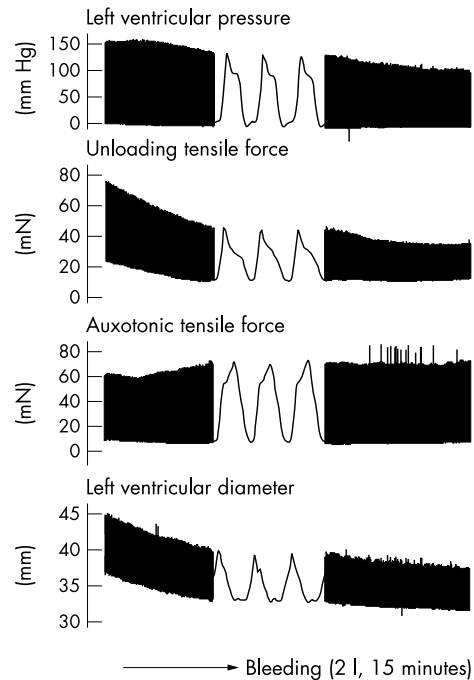 Left ventricular pressure
150
100
50
0
(mm Hg)
Unloading tensile force
80
60
40
20
0
(mN)
Auxotonic tensile force
80
60
40
20
0
(mN)
Left ventricular diameter
45
40
35
30
(mm)
Bleeding (2 l, 15 minutes)